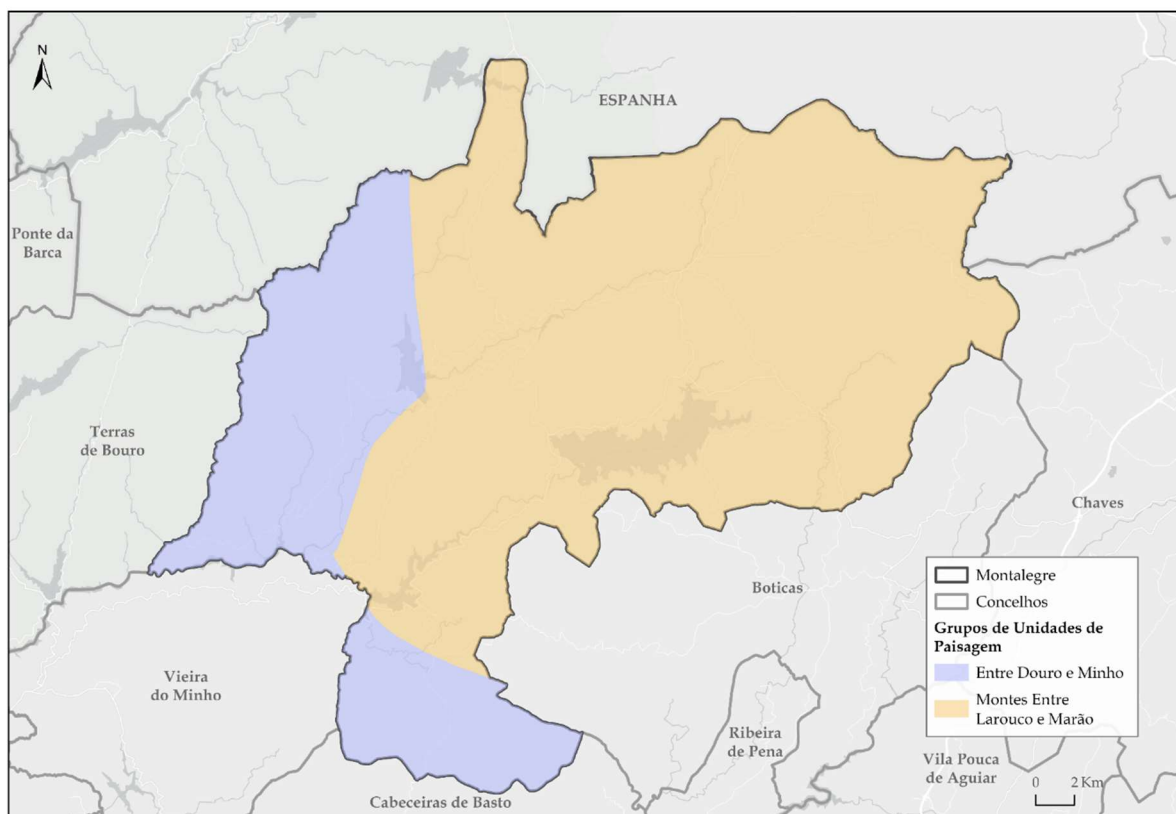 N
ESPANHA
Ponte da
Barca
Terras
de Bouro
Chaves
Boticas
Vieira
do Minho
Ribeira
de Pena
Vila Pouca
de Aguiar
Cabeceiras de Basto
Montalegre
Concelhos
Grupos de Unidades de
Paisagem
Entre Douro e Minho
Montes Entre
Larouco e Marão
0 2 Km